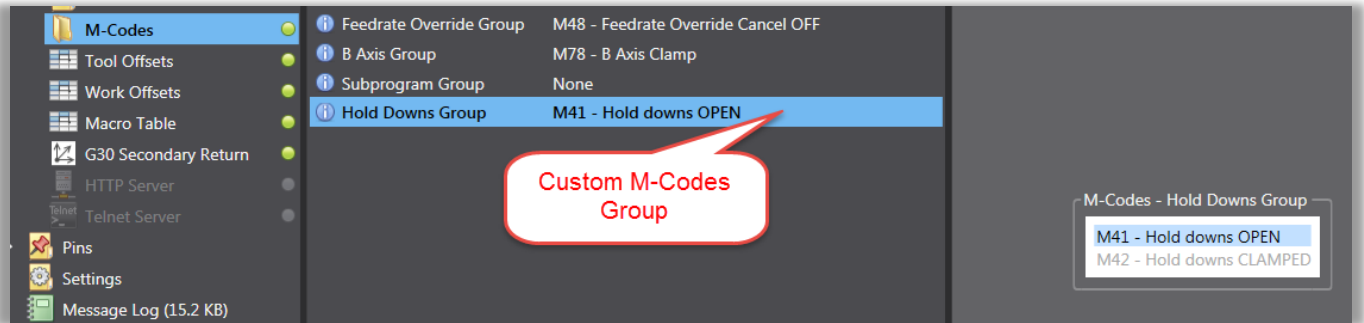 M-Codes
Tool Offsets
Work Offsets
Macro Table
G30 Secondary Return
HTTP Server
Telnet
Telnet Server
Pins
Settings
Message Log (15.2 KB)
Feedrate Override Group M48 - Feedrate Override Cancel OFF
B Axis Group M78 - B Axis Clamp
Subprogram Group None
Hold Downs Group M41 - Hold downs OPEN
Custom M-Codes
Group
M-Codes - Hold Downs Group
M41 - Hold downs OPEN
M42 - Hold downs CLAMPED